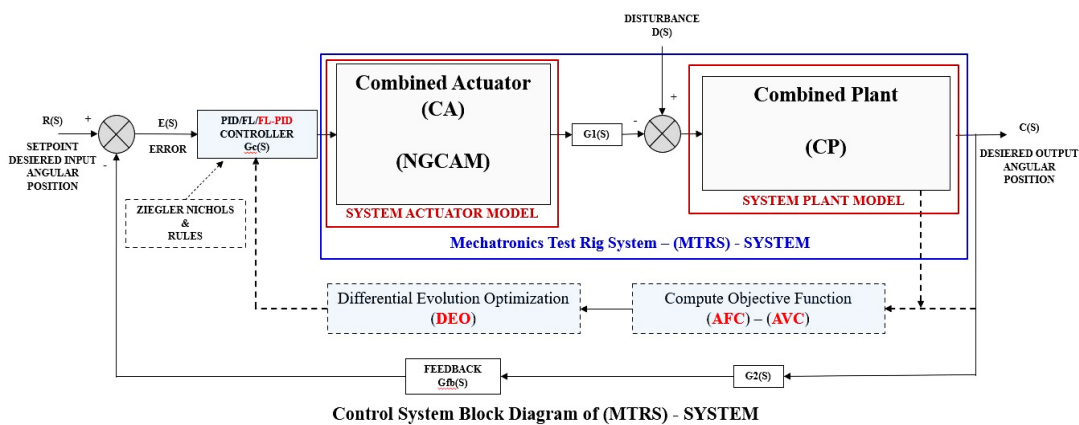 DISTURBANCE
D(S)
+
Combined Actuator
(CA)
(NGCAM)
SYSTEM ACTUATOR MODEL
G1(S)
-
Combined Plant
(CP)
SYSTEM PLANT MODEL
Mechatronics Test Rig System – (MTRS) - SYSTEM
R(S)
+
-
SETPOINT
DESIERED INPUT
ANGULAR
POSITION
E(S)
ERROR
PID/FL/FL-PID
CONTROLLER
Gc(S)
ZIEGLER NICHOLS
&
RULES
C(S)
DESIERED OUTPUT
ANGULAR
POSITION
Differential Evolution Optimization
(DEO)
Compute Objective Function
(AFC) – (AVC)
FEEDBACK
Gfb(S)
G2(S)
Control System Block Diagram of (MTRS) - SYSTEM